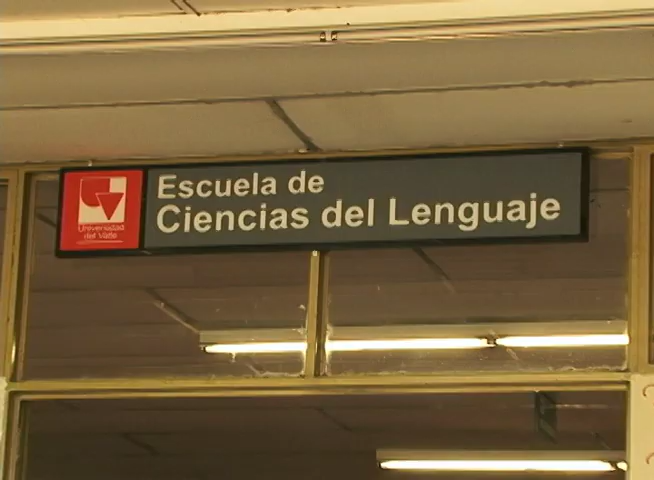 Escuela de
Ciencias del Lenguaje
Universidad
del Valle